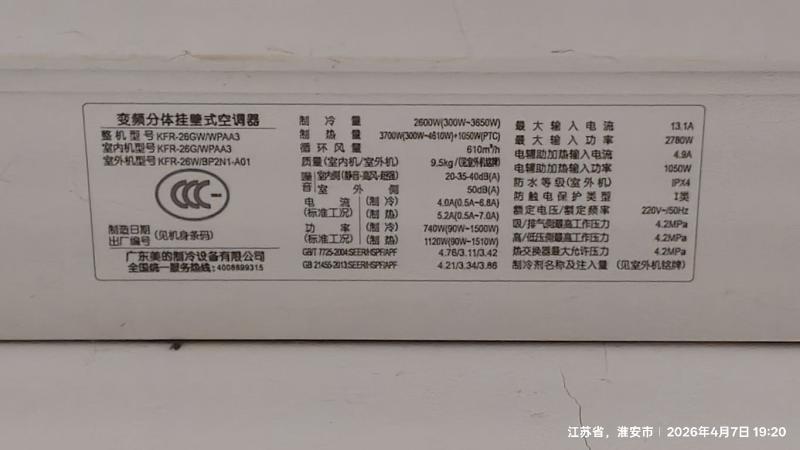 变频分体挂壁式空调器
整机型号 KFR-26GW/WPAA3
室内机型号 KFR-26G/WPAA3
室外机型号 KFR-26W/BP2N1-A01
CCC
制造日期
出厂编号 (见机身条码)
广东美的制冷设备有限公司
全国统一服务热线: 4008899315
制冷量 2600W(300W~3650W)
制热量 3700W(300W~4610W)+1050W(PTC)
循环风量 610m³/h
质量(室内机/室外机) 9.5kg/(见室外机铭牌)
噪音 室内侧(静音-高风-超强) 20-35-40dB(A)
室外侧 50dB(A)
电流 (制冷) 4.0A(0.5A~6.8A)
(标准工况) (制热) 5.2A(0.5A~7.0A)
功率 (制冷) 740W(90W~1500W)
(标准工况) (制热) 1120W(90W~1510W)
GB/T 7725-2004:SEER/HSPF/APF 4.76/3.11/3.42
GB 21455-2013:SEER/HSPF/APF 4.21/3.34/3.86
最大输入电流 13.1A
最大输入功率 2780W
电辅助加热输入电流 4.9A
电辅助加热输入功率 1050W
防水等级(室外机) IPX4
防触电保护类型 I类
额定电压/额定频率 220V~/50Hz
吸/排气侧最高工作压力 4.2MPa
高/低压侧最高工作压力 4.2MPa
热交换器最大允许压力 4.2MPa
制冷剂名称及注入量 (见室外机铭牌)
江苏省，淮安市 | 2026年4月7日 19:20